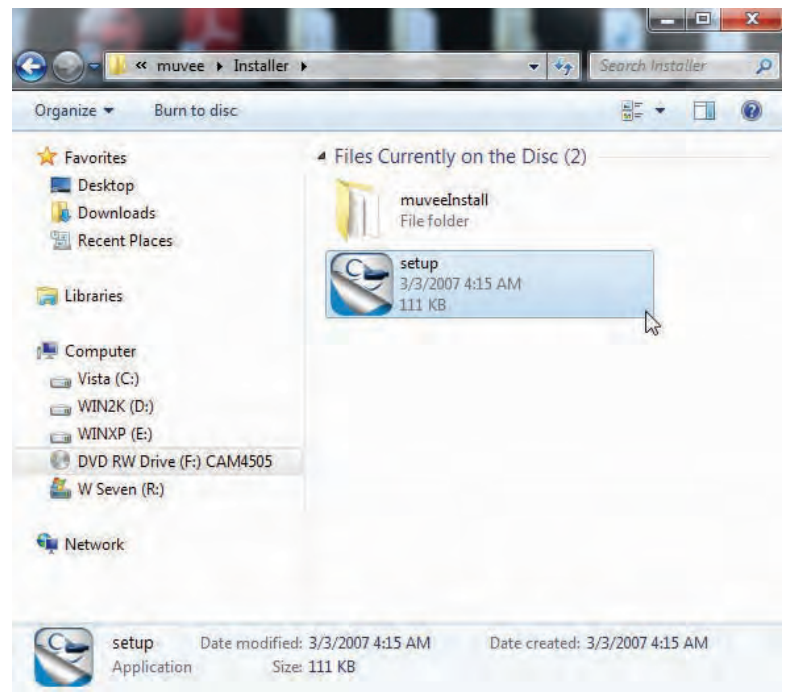 « muvee ▸ Installer ▸
Search Installer
Organize ▾ Burn to disc
Favorites
Desktop
Downloads
Recent Places
Libraries
Computer
Vista (C:)
WIN2K (D:)
WINXP (E:)
DVD RW Drive (F:) CAM4505
W Seven (R:)
Network
Files Currently on the Disc (2)
muveeInstall
File folder
setup
3/3/2007 4:15 AM
111 KB
setup Date modified: 3/3/2007 4:15 AM Date created: 3/3/2007 4:15 AM
Application Size: 111 KB